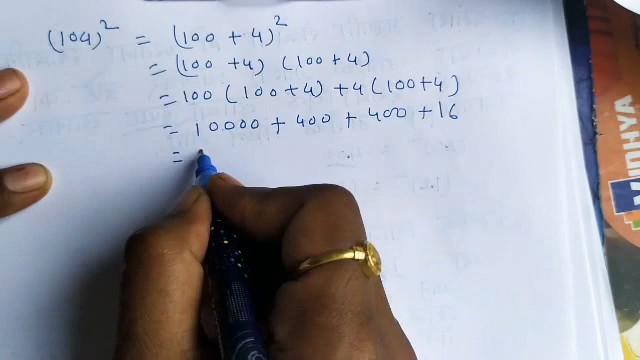 (104)² = (100 + 4)²
= (100 + 4) (100 + 4)
= 100 (100 + 4) + 4 (100 + 4)
= 10000 + 400 + 400 + 16
=
VIDHYA